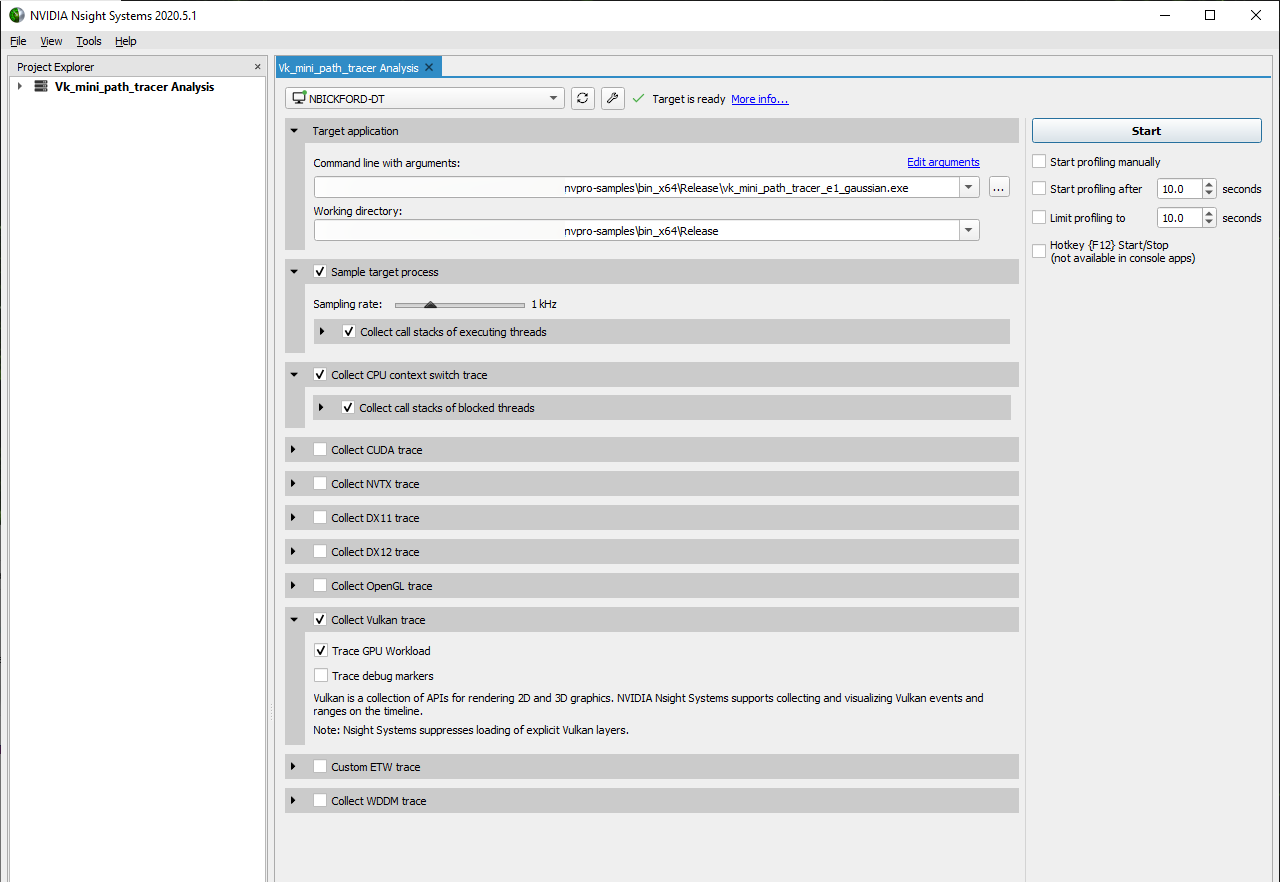 NVIDIA Nsight Systems 2020.5.1
File View Tools Help
Project Explorer
Vk_mini_path_tracer Analysis
Vk_mini_path_tracer Analysis
NBICKFORD-DT
Target is ready More info...
Target application
Command line with arguments:
Edit arguments
nvpro-samples\bin_x64\Release\vk_mini_path_tracer_e1_gaussian.exe
...
Working directory:
nvpro-samples\bin_x64\Release
Sample target process
Sampling rate:
1 kHz
Collect call stacks of executing threads
Collect CPU context switch trace
Collect call stacks of blocked threads
Collect CUDA trace
Collect NVTX trace
Collect DX11 trace
Collect DX12 trace
Collect OpenGL trace
Collect Vulkan trace
Trace GPU Workload
Trace debug markers
Vulkan is a collection of APIs for rendering 2D and 3D graphics. NVIDIA Nsight Systems supports collecting and visualizing Vulkan events and
ranges on the timeline.
Note: Nsight Systems suppresses loading of explicit Vulkan layers.
Custom ETW trace
Collect WDDM trace
Start
Start profiling manually
Start profiling after 10.0 seconds
Limit profiling to 10.0 seconds
Hotkey {F12} Start/Stop
(not available in console apps)